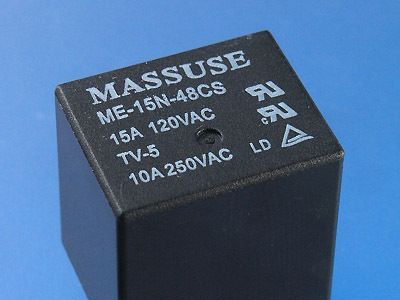 MASSUSE
ME-15N-48CS
15A 120VAC
TV-5
10A 250VAC
LD